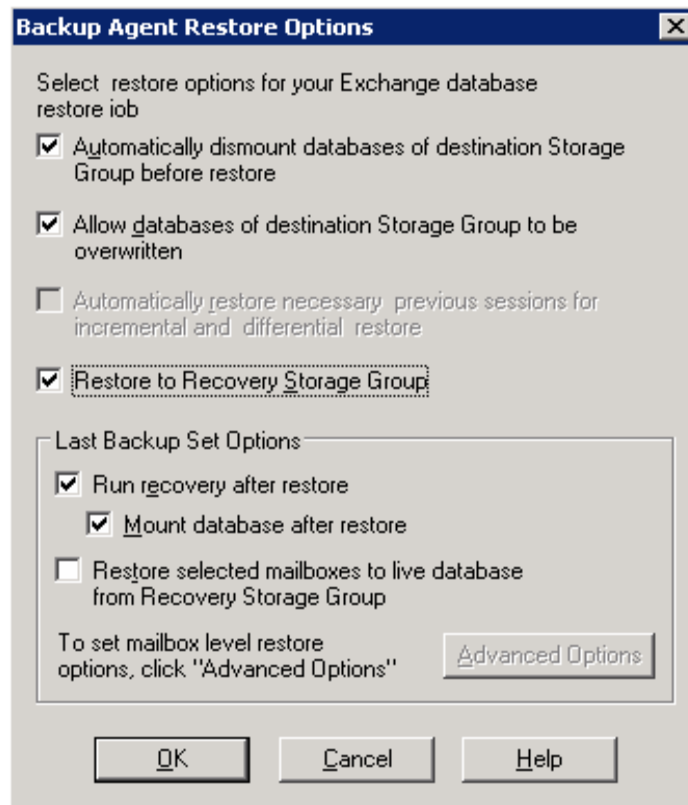 Backup Agent Restore Options
Select restore options for your Exchange database
restore iob
Automatically dismount databases of destination Storage
Group before restore
Allow databases of destination Storage Group to be
overwritten
Automatically restore necessary previous sessions for
incremental and differential restore
Restore to Recovery Storage Group
Last Backup Set Options
Run recovery after restore
Mount database after restore
Restore selected mailboxes to live database
from Recovery Storage Group
To set mailbox level restore
options, click "Advanced Options"
Advanced Options
OK
Cancel
Help